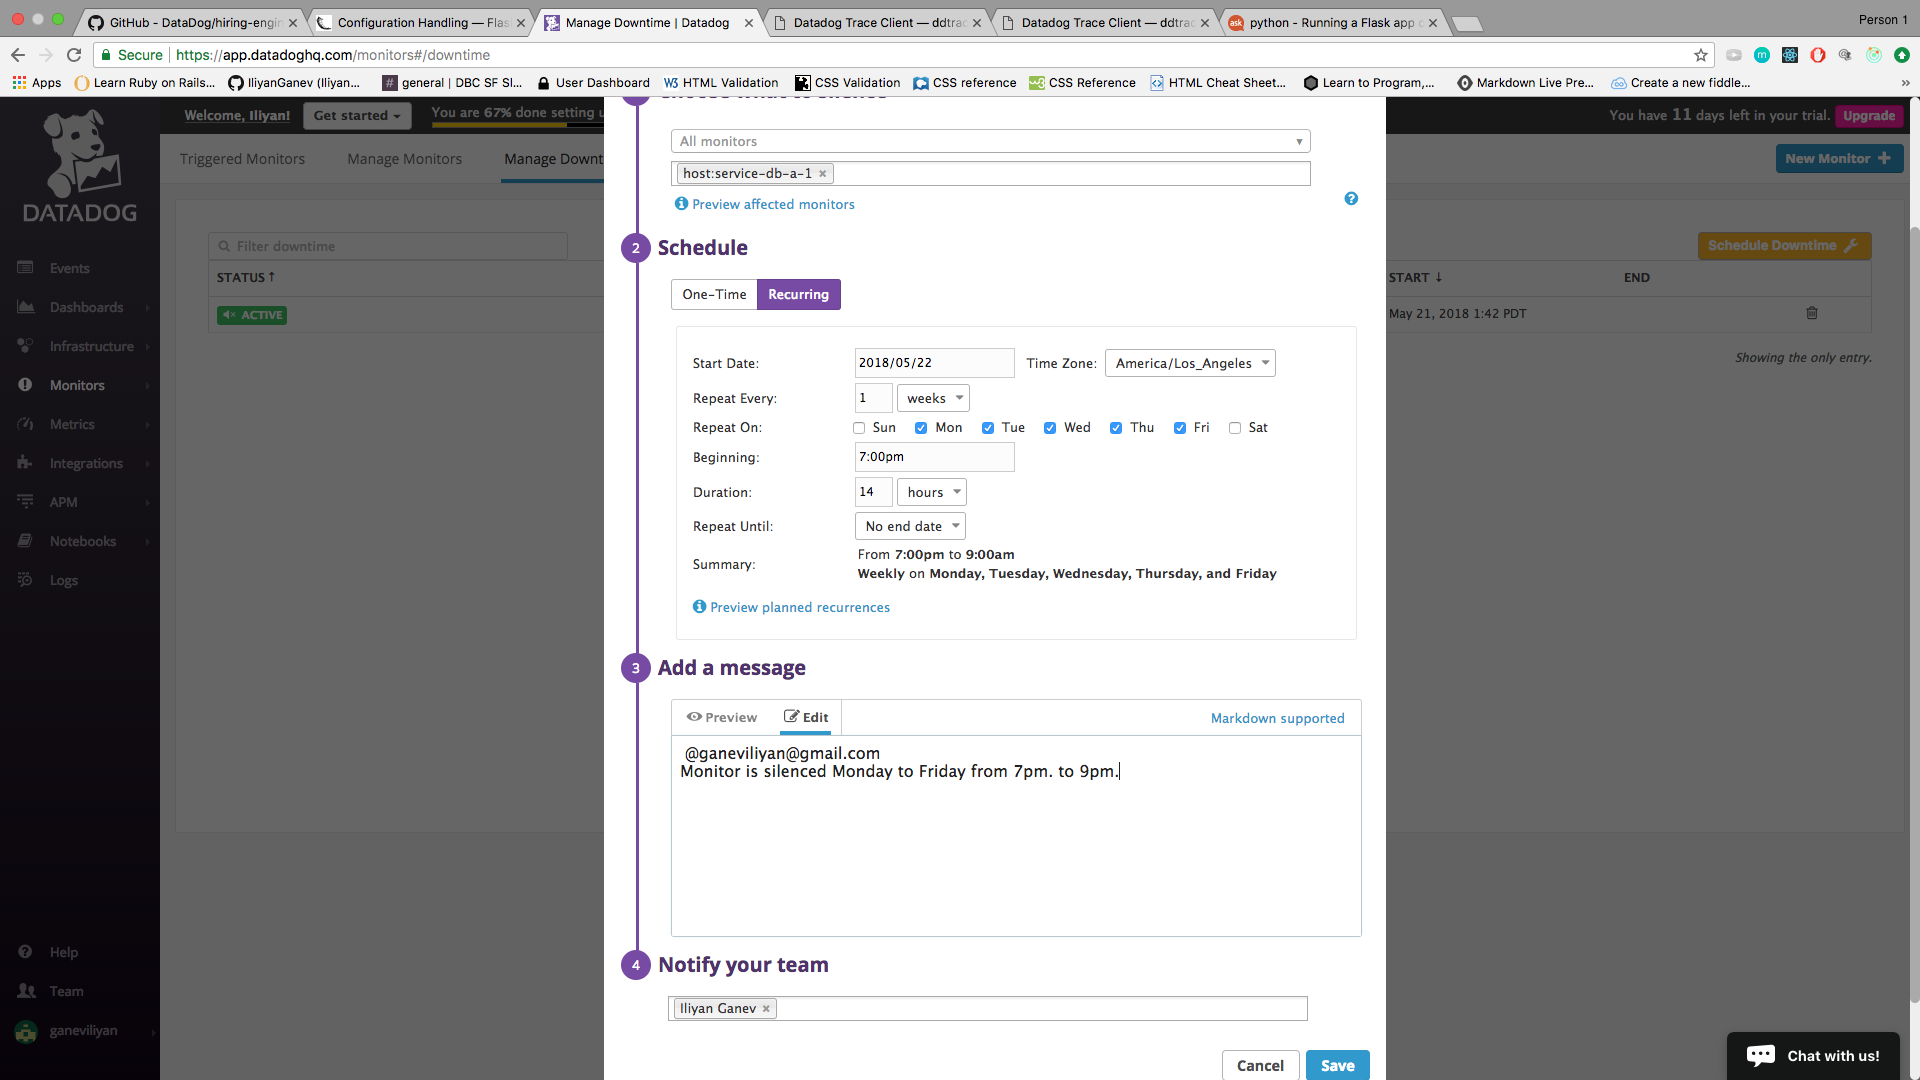 GitHub - DataDog/hiring-engin
Configuration Handling — Flas
Manage Downtime | Datadog
Datadog Trace Client — ddtrac
Datadog Trace Client — ddtrac
python - Running a Flask app
Person 1
Secure
https://app.datadoghq.com/monitors#/downtime
Apps
Learn Ruby on Rails...
IliyanGanev (Iliyan...
general | DBC SF Sl...
User Dashboard
HTML Validation
CSS Validation
CSS reference
CSS Reference
HTML Cheat Sheet...
Learn to Program,...
Markdown Live Pre...
Create a new fiddle...
»
DATADOG
Events
Dashboards
Infrastructure
Monitors
Metrics
Integrations
APM
Notebooks
Logs
Help
Team
ganeviliyan
Welcome, Iliyan!
Get started
You are 67% done setting u
You have 11 days left in your trial.
Upgrade
Triggered Monitors
Manage Monitors
Manage Downt
New Monitor +
Filter downtime
Schedule Downtime
STATUS ↑
START ↓
END
ACTIVE
May 21, 2018 1:42 PDT
Showing the only entry.
All monitors
host:service-db-a-1 ×
Preview affected monitors
2 Schedule
One-Time
Recurring
Start Date:
2018/05/22
Time Zone:
America/Los_Angeles
Repeat Every:
1
weeks
Repeat On:
Sun
Mon
Tue
Wed
Thu
Fri
Sat
Beginning:
7:00pm
Duration:
14
hours
Repeat Until:
No end date
Summary:
From 7:00pm to 9:00am
Weekly on Monday, Tuesday, Wednesday, Thursday, and Friday
Preview planned recurrences
3 Add a message
Preview
Edit
Markdown supported
@ganeviliyan@gmail.com
Monitor is silenced Monday to Friday from 7pm. to 9pm.
4 Notify your team
Iliyan Ganev ×
Cancel
Save
Chat with us!